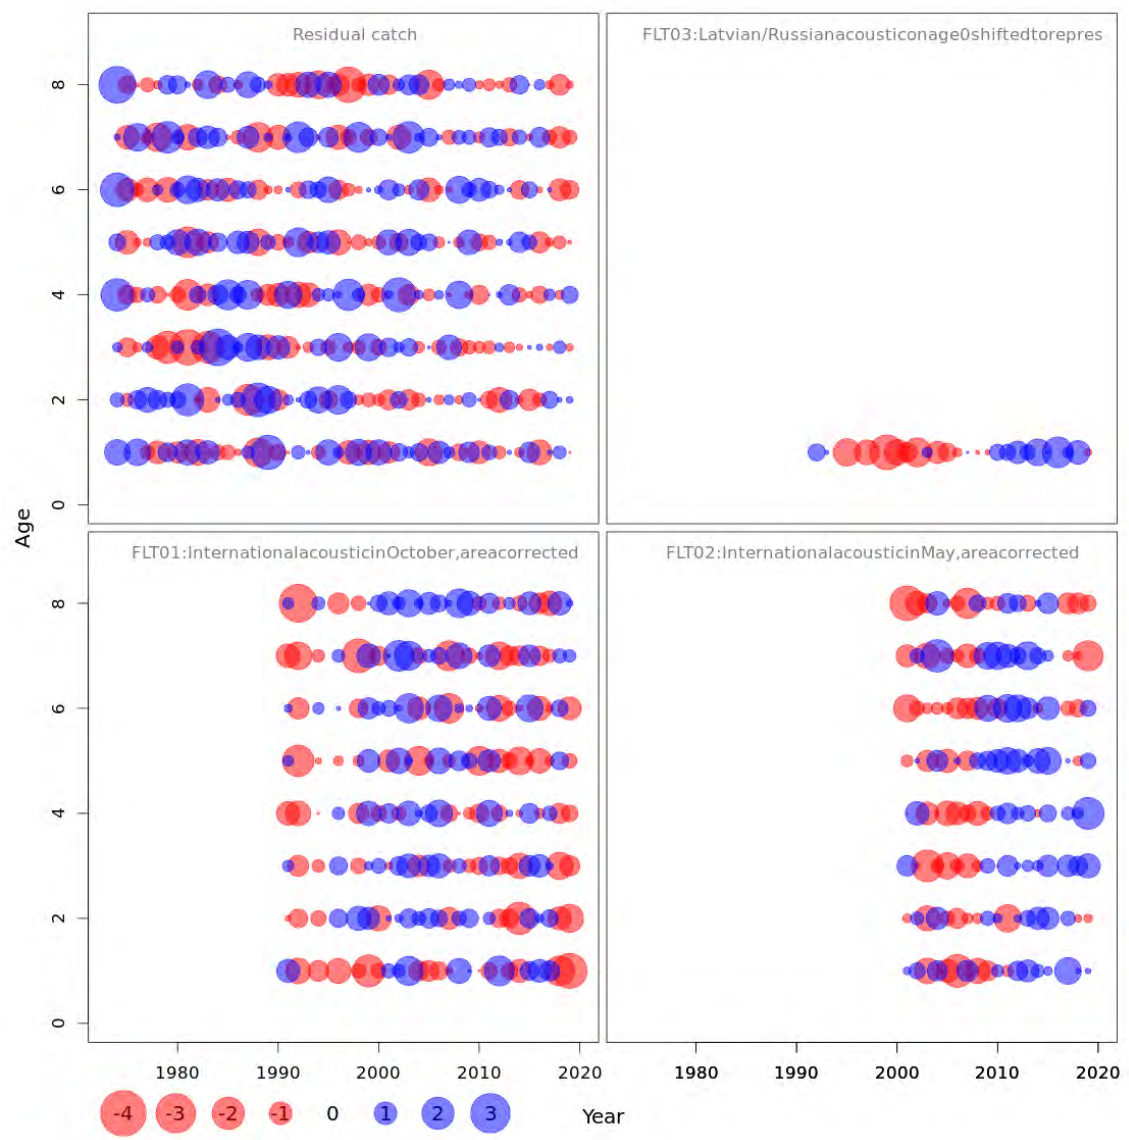 Residual catch
FLT03:Latvian/Russianacousticonage0shiftedtorepres
8
6
4
2
0
Age
FLT01:InternationalacousticinOctober,areacorrected
FLT02:InternationalacousticinMay,areacorrected
8
6
4
2
0
1980 1990 2000 2010 2020
1980 1990 2000 2010 2020
-4 -3 -2 -1 0 1 2 3
Year